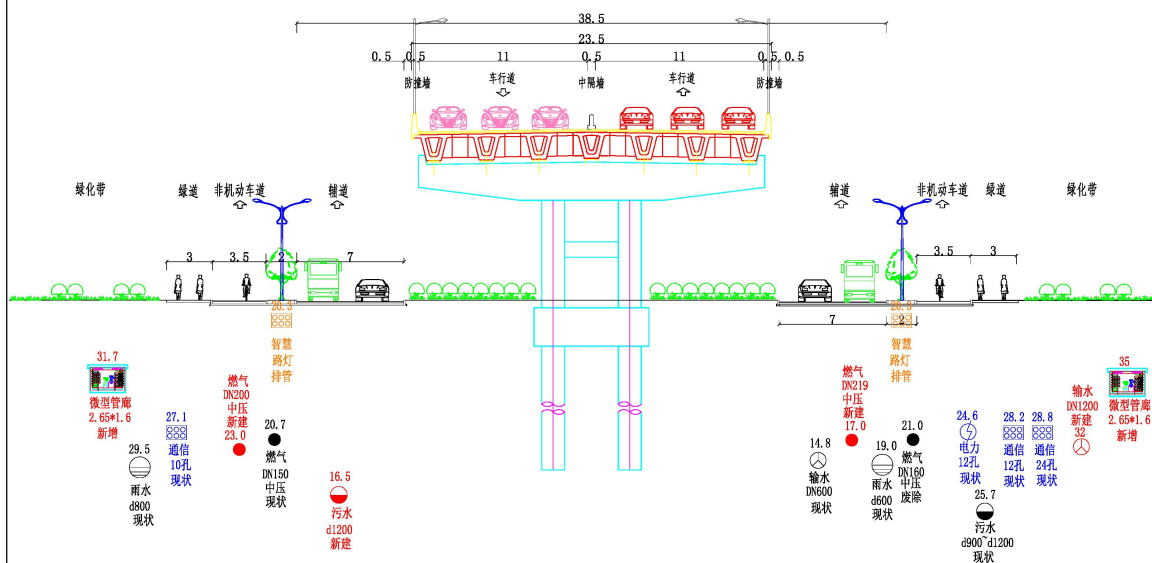 38.5
23.5
0.5 0.5 11 0.5 11 0.5 0.5
防撞墙 车行道 中隔墙 车行道 防撞墙
绿化带 绿道 非机动车道 辅道 辅道 非机动车道 绿道 绿化带
3 3.5 2 7 3.5 3
7 2
20.3 20.3
智慧
路灯
排管
智慧
路灯
排管
31.7
微型管廊
2.65*1.6
新增
29.5
雨水
d800
现状
27.1
通信
10孔
现状
燃气
DN200
中压
新建
23.0
20.7
燃气
DN150
中压
现状
16.5
污水
d1200
新建
14.8
输水
DN600
现状
燃气
DN219
中压
新建
17.0
19.0
雨水
d600
现状
21.0
燃气
DN160
中压
废除
24.6
电力
12孔
现状
25.7
污水
d900~d1200
现状
28.2
通信
12孔
现状
28.8
通信
24孔
现状
输水
DN1200
新建
32
35
微型管廊
2.65*1.6
新增